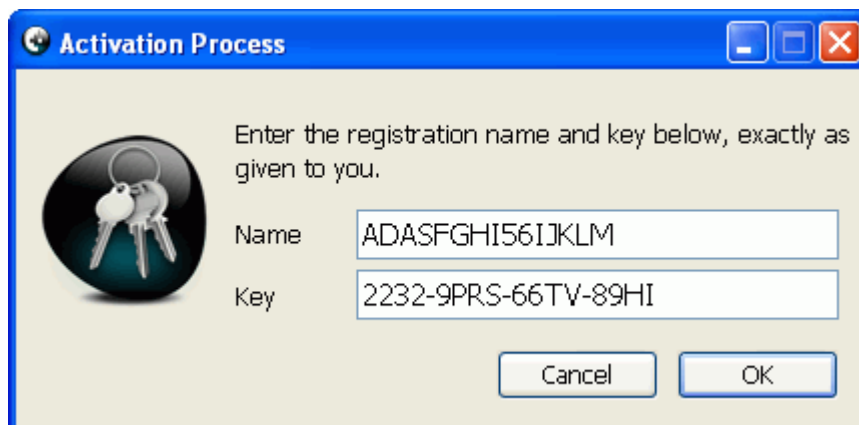 Activation Process
Enter the registration name and key below, exactly as
given to you.
Name ADASFGHI56IJKLM
Key 2232-9PRS-66TV-89HI
Cancel OK